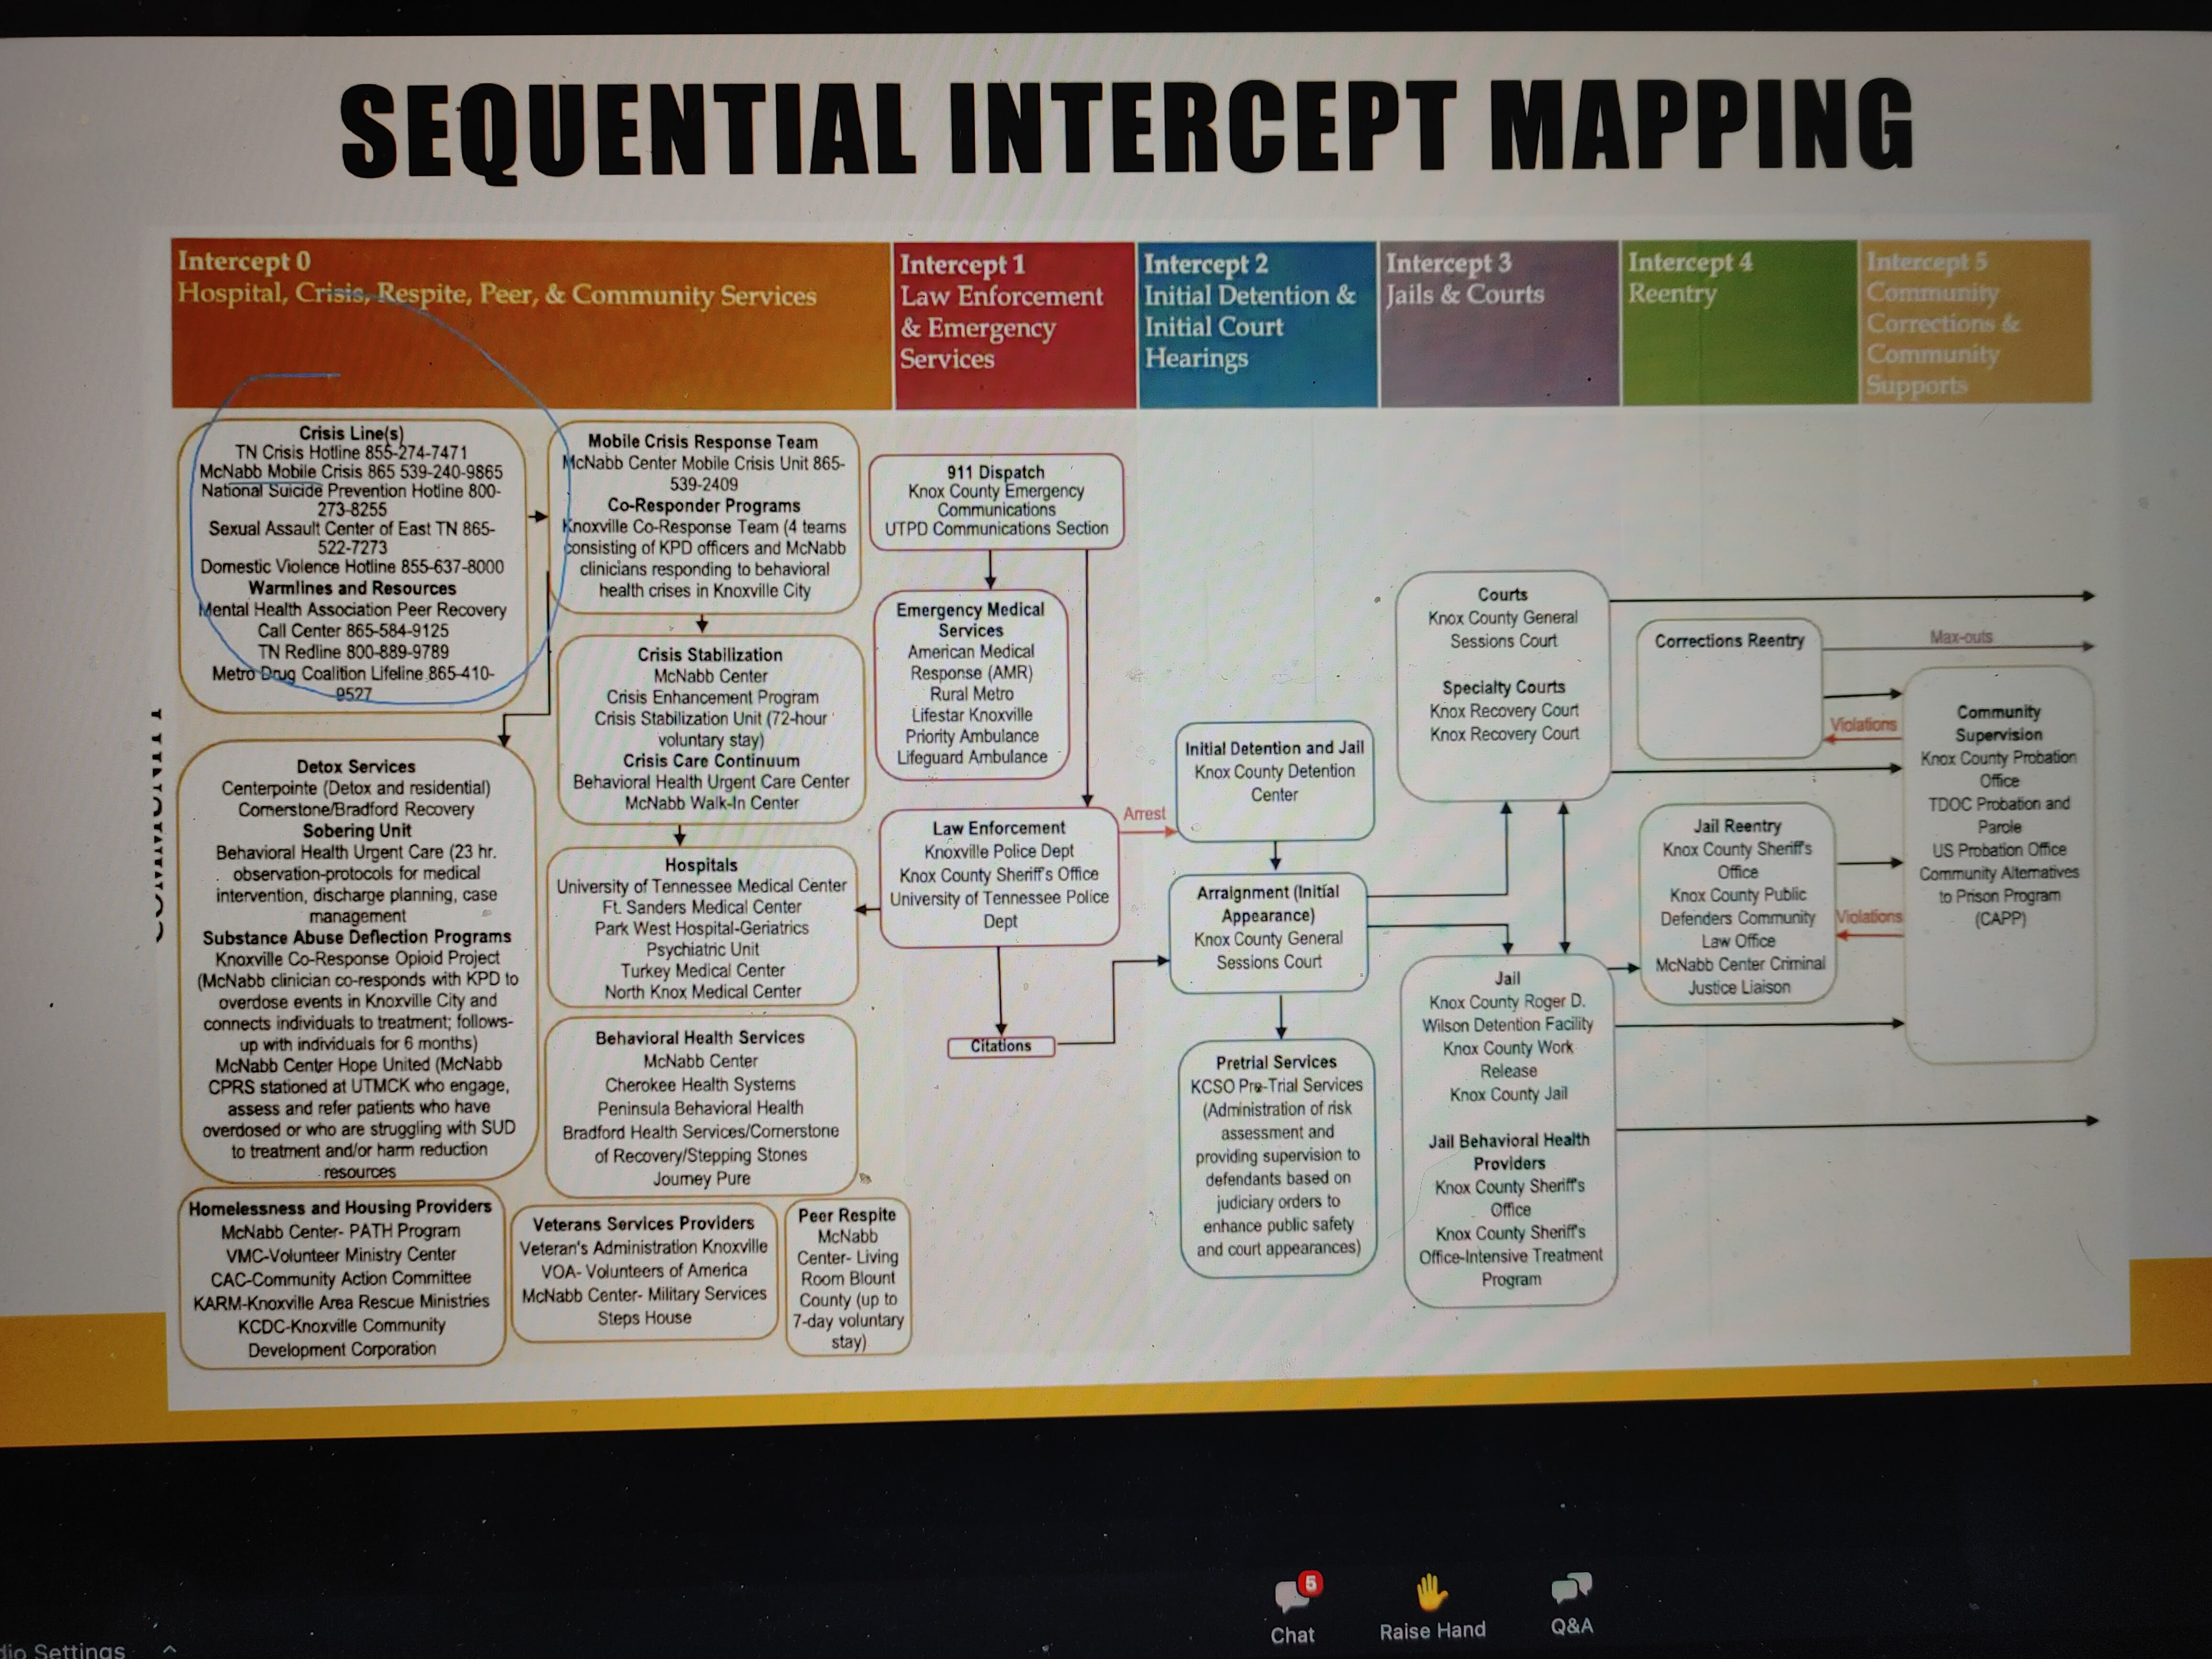 SEQUENTIAL INTERCEPT MAPPING
Intercept 0
Hospital, Crisis, Respite, Peer, & Community Services
Intercept 1
Law Enforcement
& Emergency
Services
Intercept 2
Initial Detention &
Initial Court
Hearings
Intercept 3
Jails & Courts
Intercept 4
Reentry
Intercept 5
Community
Corrections &
Community
Supports
Crisis Line(s)
TN Crisis Hotline 855-274-7471
McNabb Mobile Crisis 865 539-240-9865
National Suicide Prevention Hotline 800-
273-8255
Sexual Assault Center of East TN 865-
522-7273
Domestic Violence Hotline 855-637-8000
Warmlines and Resources
Mental Health Association Peer Recovery
Call Center 865-584-9125
TN Redline 800-889-9789
Metro Drug Coalition Lifeline 865-410-
9527
Detox Services
Centerpointe (Detox and residential)
Cornerstone/Bradford Recovery
Sobering Unit
Behavioral Health Urgent Care (23 hr.
observation-protocols for medical
intervention, discharge planning, case
management
Substance Abuse Deflection Programs
Knoxville Co-Response Opioid Project
(McNabb clinician co-responds with KPD to
overdose events in Knoxville City and
connects individuals to treatment; follows-
up with individuals for 6 months)
McNabb Center Hope United (McNabb
CPRS stationed at UTMCK who engage,
assess and refer patients who have
overdosed or who are struggling with SUD
to treatment and/or harm reduction
resources
Homelessness and Housing Providers
McNabb Center- PATH Program
VMC-Volunteer Ministry Center
CAC-Community Action Committee
KARM-Knoxville Area Rescue Ministries
KCDC-Knoxville Community
Development Corporation
Mobile Crisis Response Team
McNabb Center Mobile Crisis Unit 865-
539-2409
Co-Responder Programs
Knoxville Co-Response Team (4 teams
consisting of KPD officers and McNabb
clinicians responding to behavioral
health crises in Knoxville City
Crisis Stabilization
McNabb Center
Crisis Enhancement Program
Crisis Stabilization Unit (72-hour
voluntary stay)
Crisis Care Continuum
Behavioral Health Urgent Care Center
McNabb Walk-In Center
Hospitals
University of Tennessee Medical Center
Ft. Sanders Medical Center
Park West Hospital-Geriatrics
Psychiatric Unit
Turkey Medical Center
North Knox Medical Center
Behavioral Health Services
McNabb Center
Cherokee Health Systems
Peninsula Behavioral Health
Bradford Health Services/Cornerstone
of Recovery/Stepping Stones
Journey Pure
Veterans Services Providers
Veteran's Administration Knoxville
VOA- Volunteers of America
McNabb Center- Military Services
Steps House
Peer Respite
McNabb
Center- Living
Room Blount
County (up to
7-day voluntary
stay)
911 Dispatch
Knox County Emergency
Communications
UTPD Communications Section
Emergency Medical
Services
American Medical
Response (AMR)
Rural Metro
Lifestar Knoxville
Priority Ambulance
Lifeguard Ambulance
Law Enforcement
Knoxville Police Dept
Knox County Sheriff's Office
University of Tennessee Police
Dept
Arrest
Citations
Initial Detention and Jail
Knox County Detention
Center
Arraignment (Initial
Appearance)
Knox County General
Sessions Court
Pretrial Services
KCSO Pre-Trial Services
(Administration of risk
assessment and
providing supervision to
defendants based on
judiciary orders to
enhance public safety
and court appearances)
Courts
Knox County General
Sessions Court
Specialty Courts
Knox Recovery Court
Knox Recovery Court
Jail
Knox County Roger D.
Wilson Detention Facility
Knox County Work
Release
Knox County Jail
Jail Behavioral Health
Providers
Knox County Sheriff's
Office
Knox County Sheriff's
Office-Intensive Treatment
Program
Corrections Reentry
Max-outs
Violations
Jail Reentry
Knox County Sheriff's
Office
Knox County Public
Defenders Community
Law Office
McNabb Center Criminal
Justice Liaison
Violations
Community
Supervision
Knox County Probation
Office
TDOC Probation and
Parole
US Probation Office
Community Alternatives
to Prison Program
(CAPP)
5
Chat
Raise Hand
Q&A
Settings